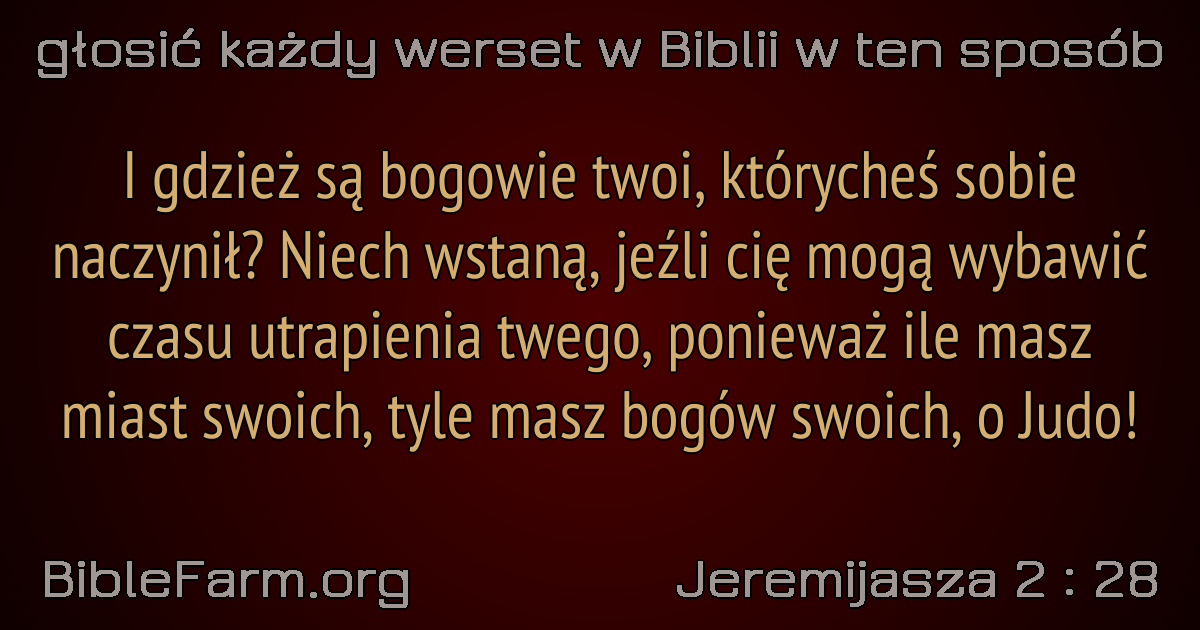 głosić każdy werset w Biblii w ten sposób
I gdzież są bogowie twoi, którycheś sobie
naczynił? Niech wstaną, jeźli cię mogą wybawić
czasu utrapienia twego, ponieważ ile masz
miast swoich, tyle masz bogów swoich, o Judo!
BibleFarm.org
Jeremijasza 2 : 28